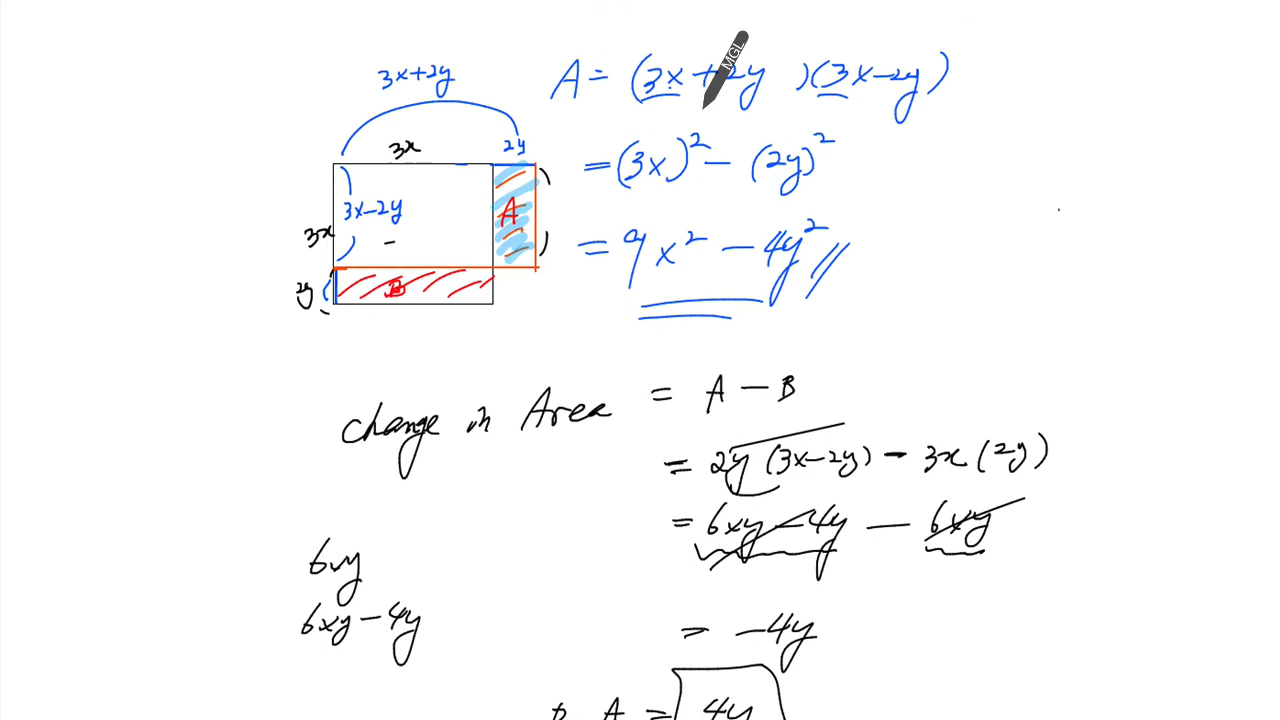 3x+2y
A = (3x+2y)(3x-2y)
3x
2y
= (3x)² - (2y)²
3x-2y
A
3x
= 9x² - 4y²
2y
B
change in Area = A - B
= 2y(3x-2y) - 3x(2y)
= 6xy - 4y - 6xy
6xy
6xy - 4y
= -4y
A = 4y
MGL